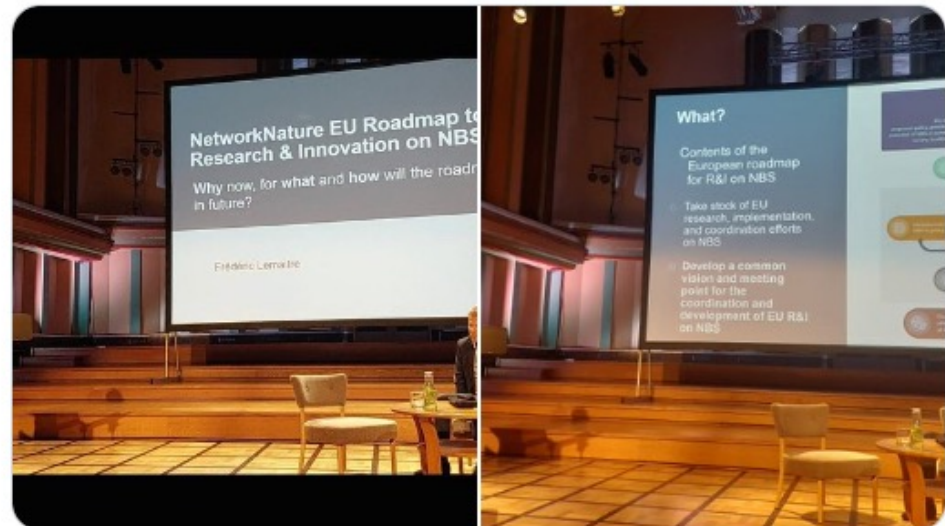 NetworkNature EU Roadmap to
Research & Innovation on NBS
Why now, for what and how will the
in future?
Frédéric Lemaitre
What?
Contents of the
European roadmap
for R&I on NBS
Take stock of EU
research, implementation,
and coordination efforts
on NBS
Develop a common
vision and meeting
point for the
coordination and
development of EU R&I
on NBS